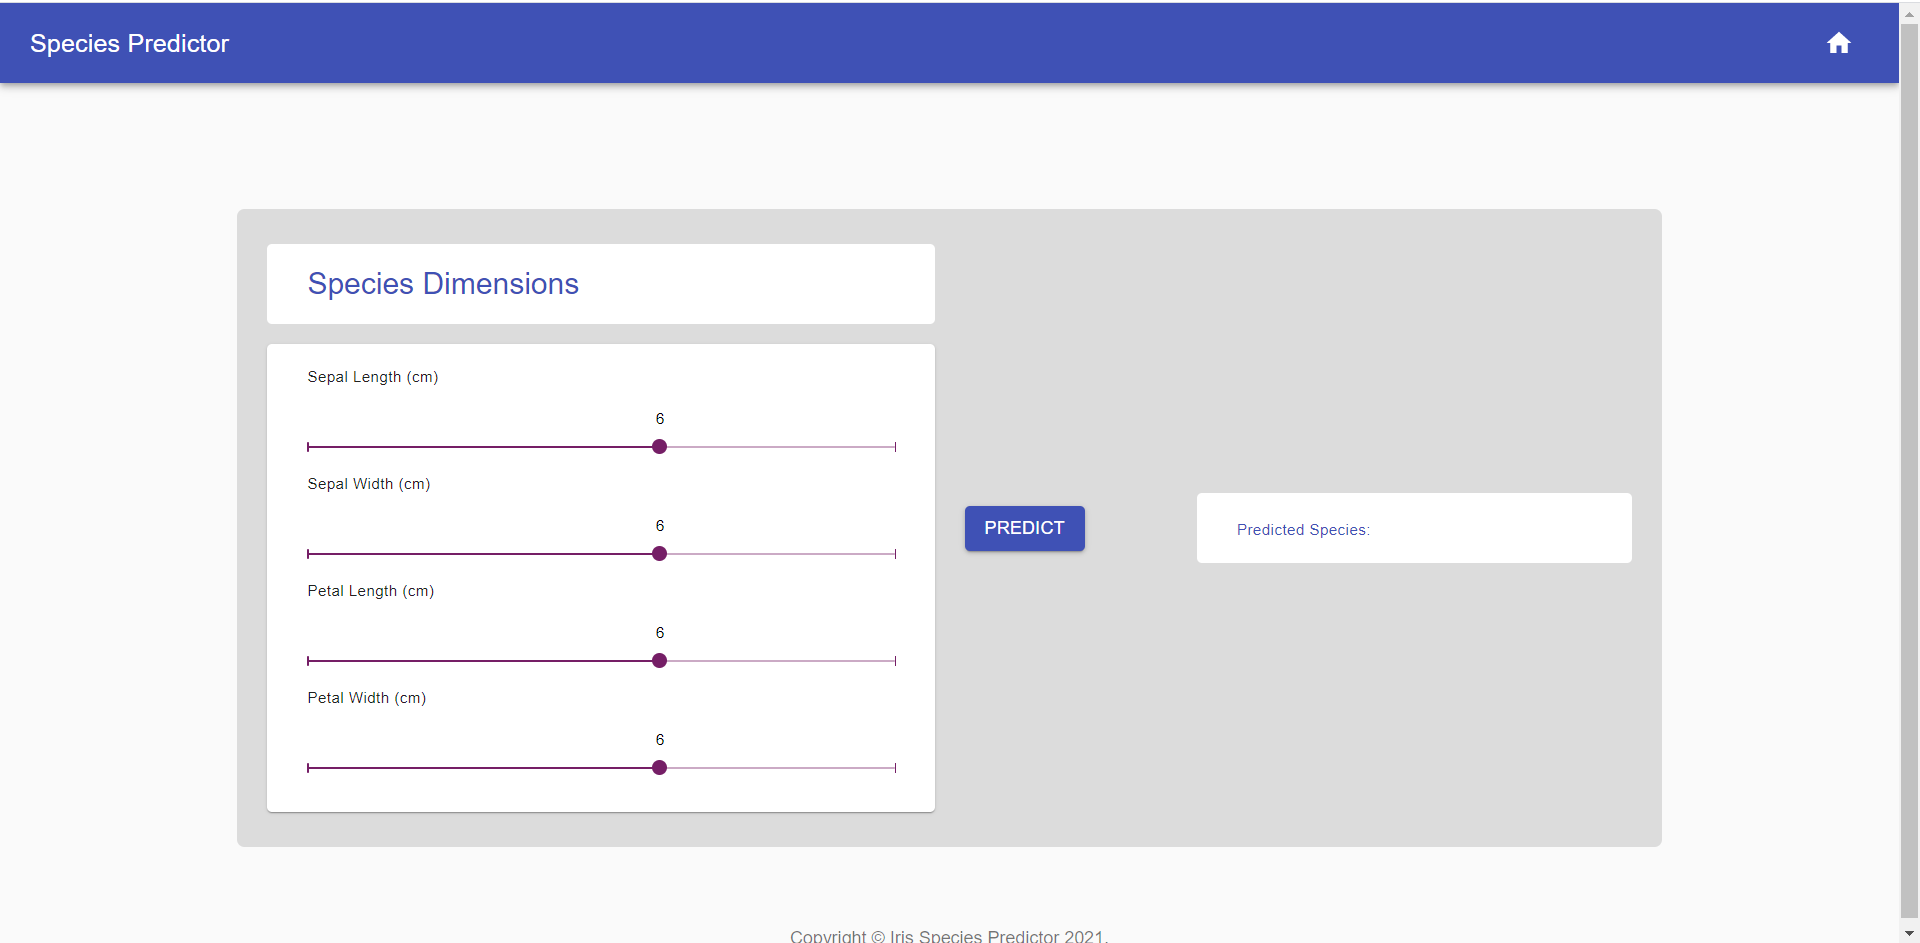 Species Predictor
Species Dimensions
Sepal Length (cm)
6
Sepal Width (cm)
6
Petal Length (cm)
6
Petal Width (cm)
6
PREDICT
Predicted Species:
Copyright © Iris Species Predictor 2021.